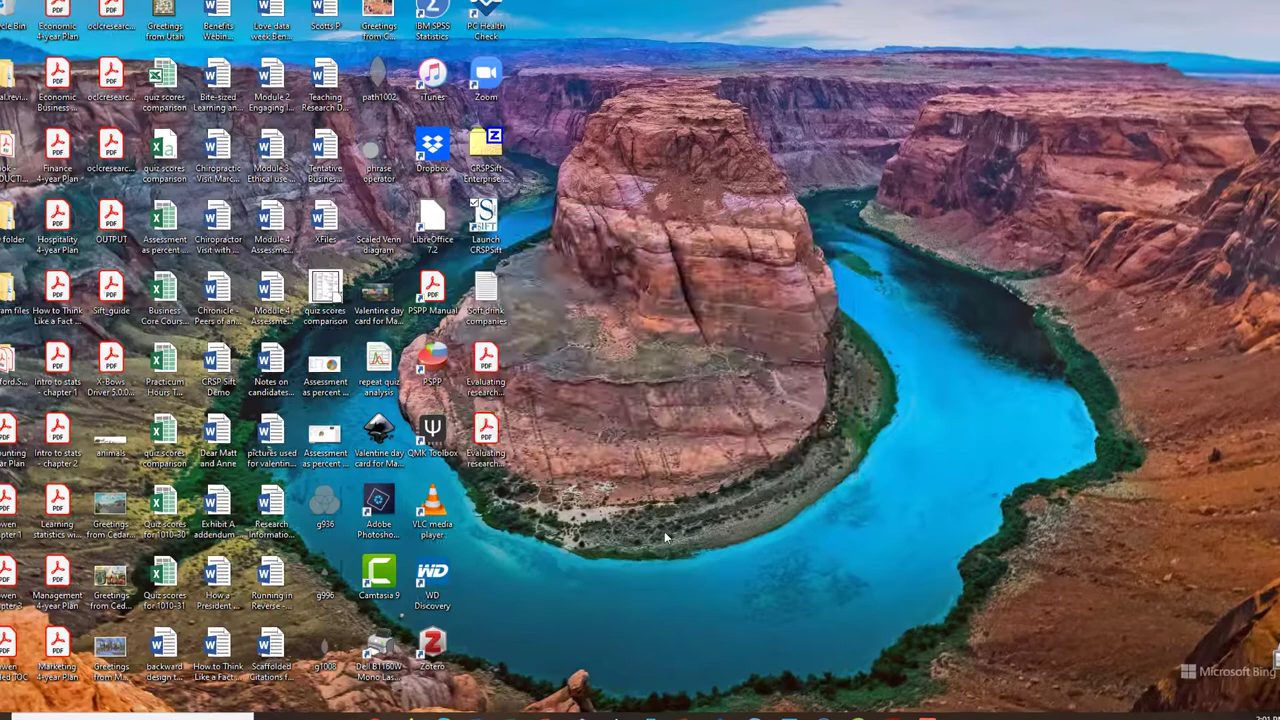 Economic
4-year Plan
oclcresearc...
Greetings
from Utah
Benefits
Webin...
Love data
week Ben...
Scotts P...
Greetings
from C...
IBM SPSS
Statistics
PC Health
Check
Economic
Business ...
oclcresearc...
quiz scores
comparison
Bite-sized
Learning an...
Module 2
Engaging I...
Teaching
Research D...
path1002
iTunes
Zoom
Finance
4-year Plan
oclcresearc...
quiz scores
comparison
Chiropractic
Visit Marc...
Module 3
Ethical use ...
Tentative
Busines...
phrase
operator
Dropbox
CRSPSift
Enterprise ...
folder
Hospitality
4-year Plan
OUTPUT
Assessment
as percent ...
Chiropractor
Visit with ...
Module 4
Assessme...
XFiles
Scaled Venn
diagram
LibreOffice
7.2
Launch
CRSPSift
files
How to Think
Like a Fact ...
Sift_guide
Business
Core Cours...
Chronicle -
Peers of an...
Module 4
Assessme...
quiz scores
comparison
Valentine day
card for Ma...
PSPP Manual
Soft drink
companies
Intro to stats
- chapter 1
X-Bows
Driver 5.0.0...
Practicum
Hours 1...
CRSP Sift
Demo
Notes on
candidates...
Assessment
as percent ...
repeat quiz
analysis
PSPP
Evaluating
research...
Intro to stats
- chapter 2
animals
quiz scores
comparison
Dear Matt
and Anne
pictures used
for valentin...
Assessment
as percent ...
Valentine day
card for Ma...
QMK Toolbox
Evaluating
research...
Learning
statistics wi...
Greetings
from Cedar...
Quiz scores
for 1010-30
Exhibit A
addendum ...
Research
Informatio...
g936
Adobe
Photosho...
VLC media
player
Management
4-year Plan
Greetings
from Ced...
Quiz scores
for 1010-31
How a
President ...
Running in
Reverse -...
g996
Camtasia 9
WD
Discovery
Marketing
4-year Plan
Greetings
from M...
backward
design t...
How to Think
Like a Fact...
Scaffolded
Citations f...
g1008
Dell B1160W
Mono Las...
Zotero
Microsoft Bing